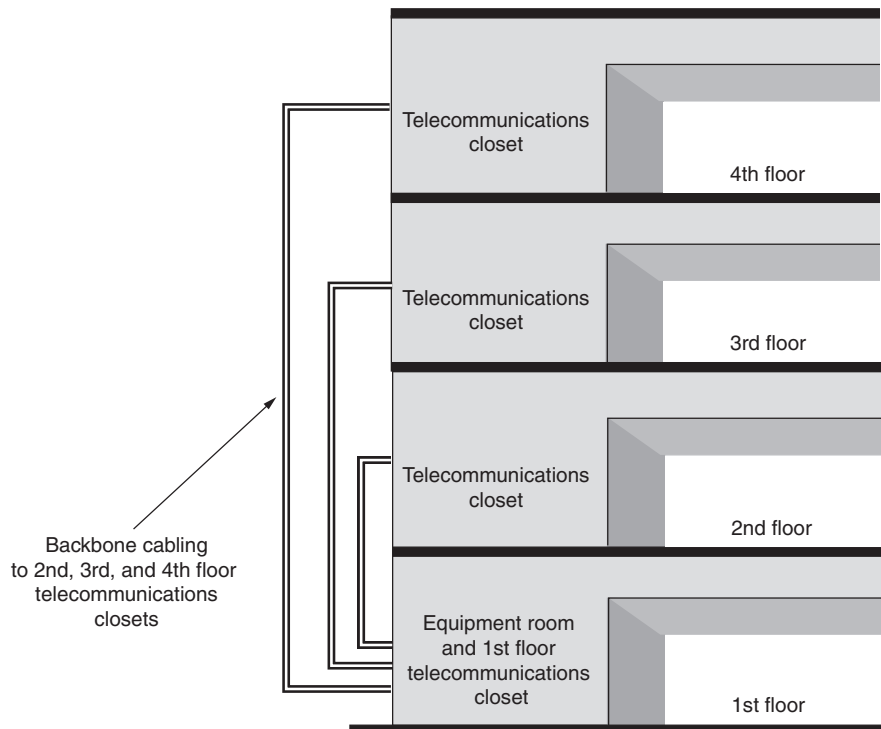 Telecommunications
closet
4th floor
Telecommunications
closet
3rd floor
Telecommunications
closet
2nd floor
Backbone cabling
to 2nd, 3rd, and 4th floor
telecommunications
closets
Equipment room
and 1st floor
telecommunications
closet
1st floor